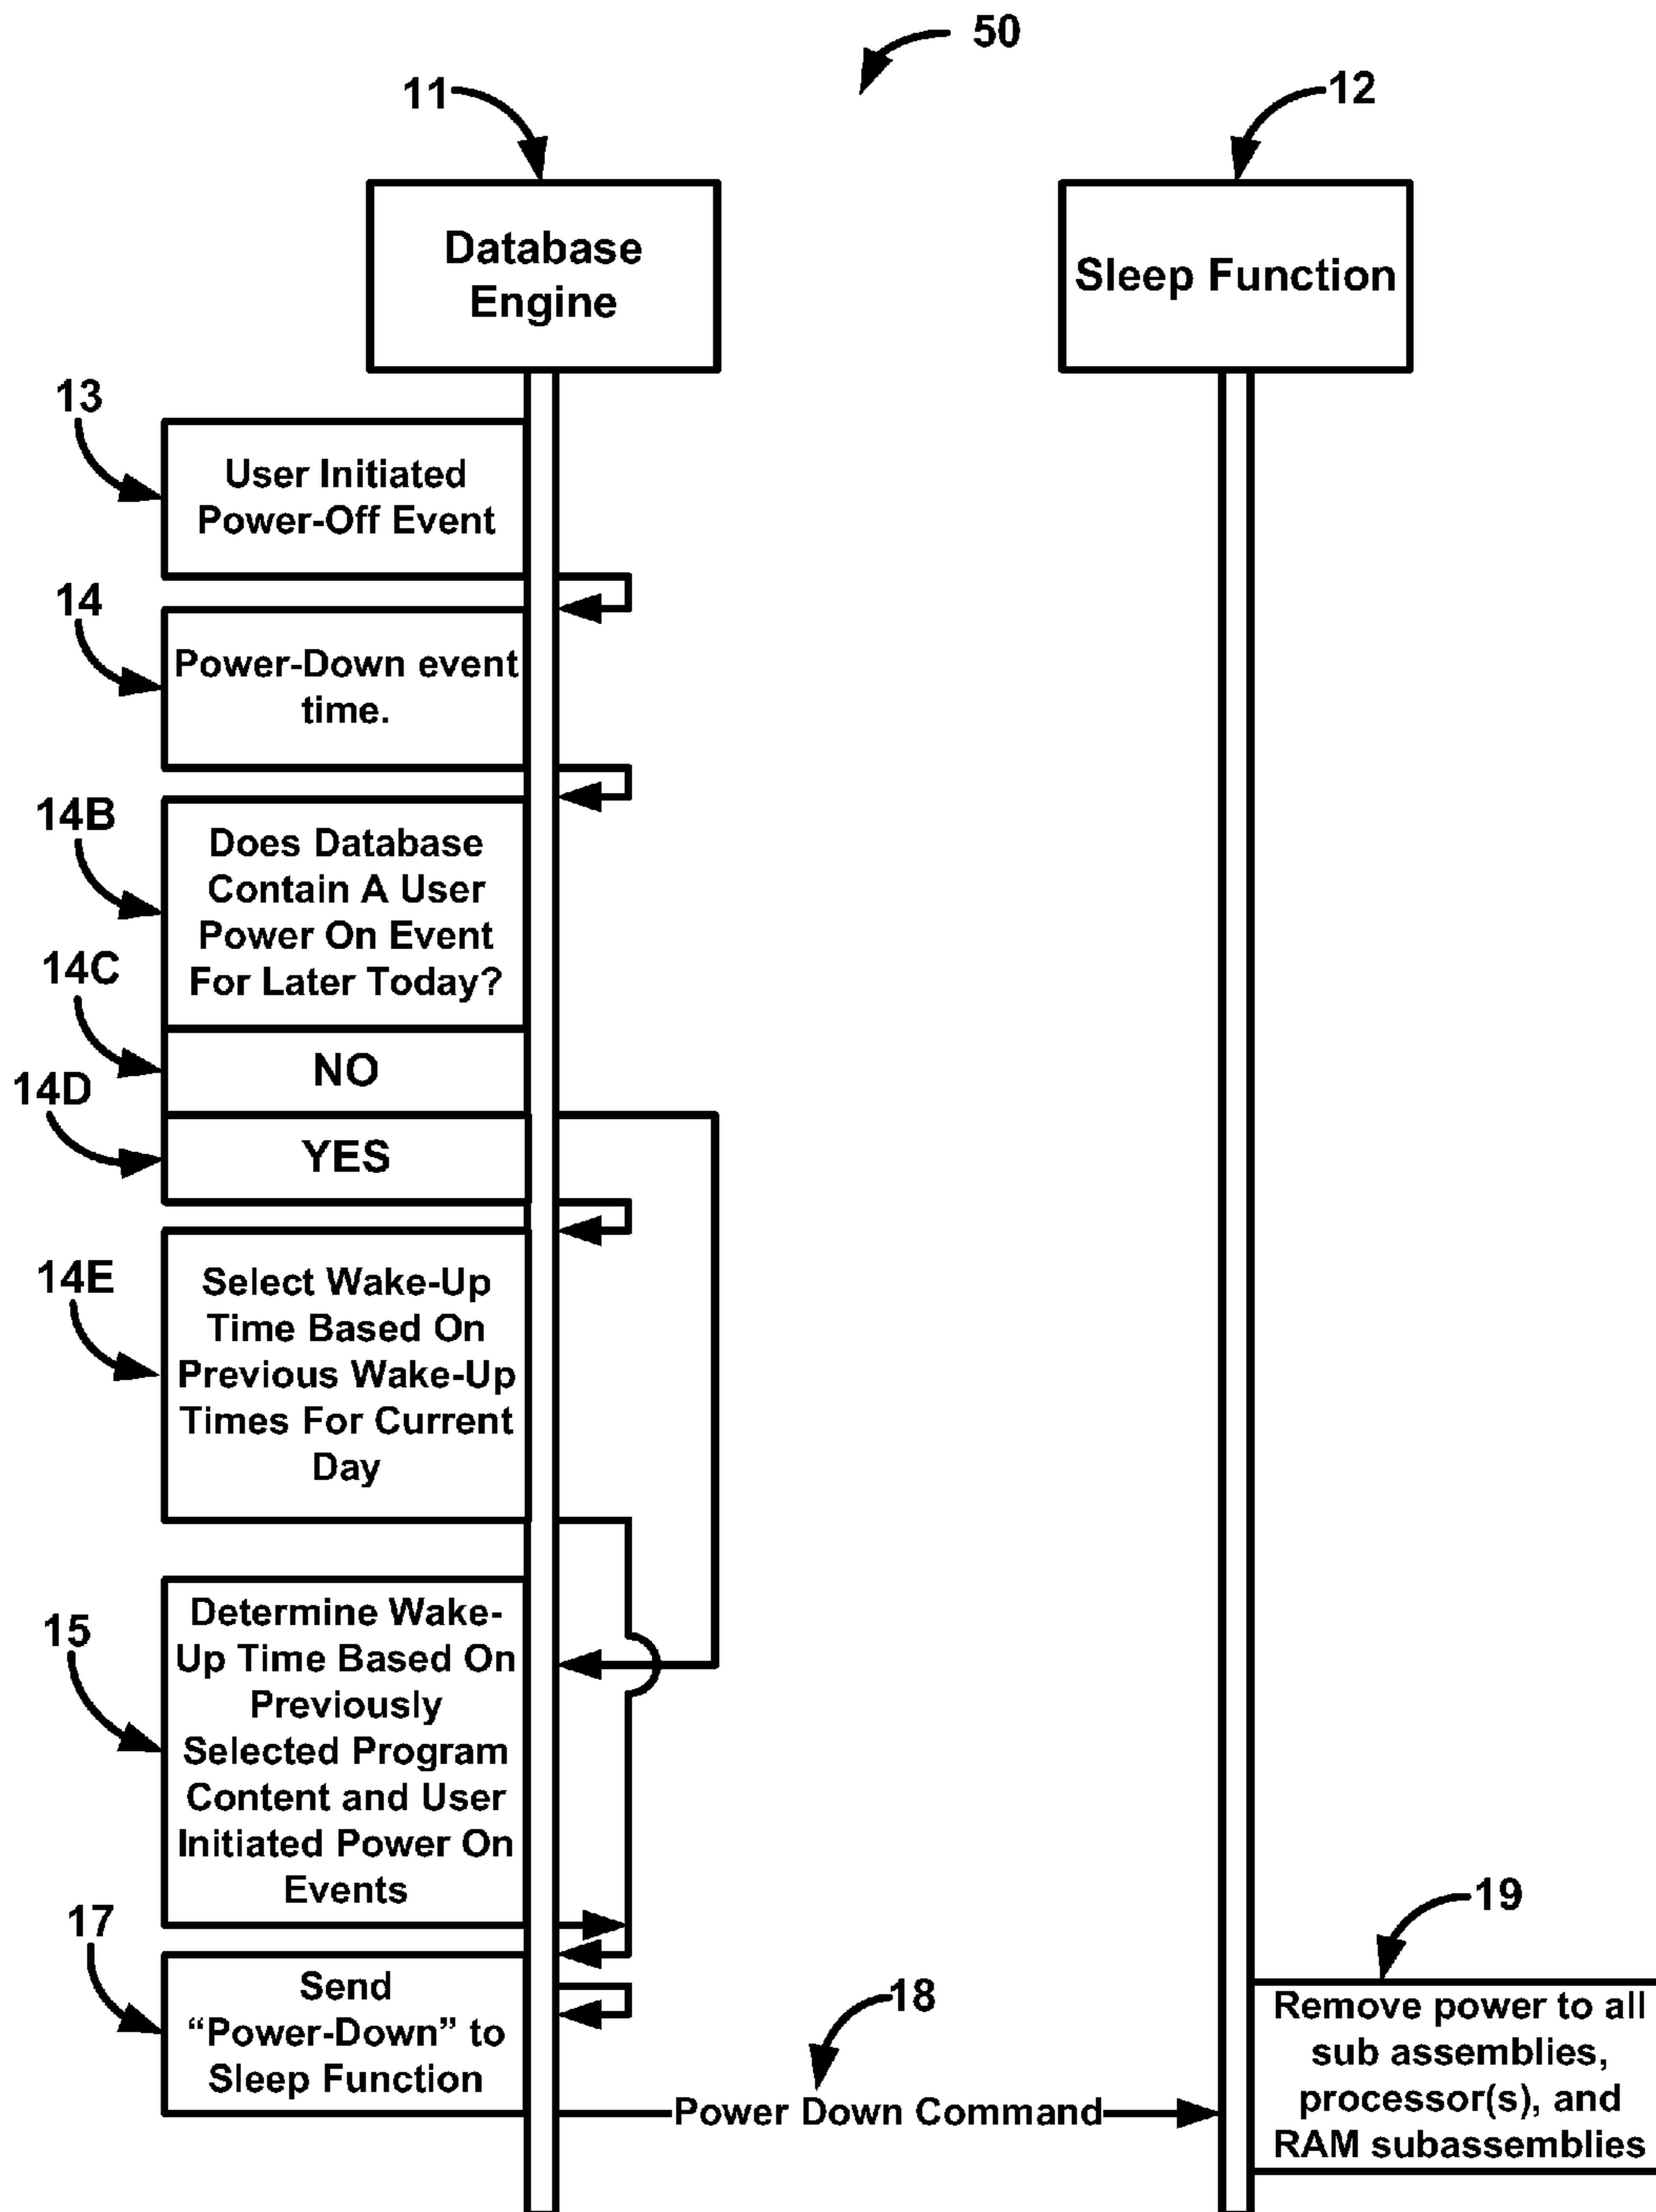 50
11
12
Database
Engine
Sleep Function
13
User Initiated
Power-Off Event
14
Power-Down event
time.
14B
Does Database
Contain A User
Power On Event
For Later Today?
14C
NO
14D
YES
14E
Select Wake-Up
Time Based On
Previous Wake-Up
Times For Current
Day
15
Determine Wake-
Up Time Based On
Previously
Selected Program
Content and User
Initiated Power On
Events
17
Send
“Power-Down” to
Sleep Function
18
Power Down Command
19
Remove power to all
sub assemblies,
processor(s), and
RAM subassemblies